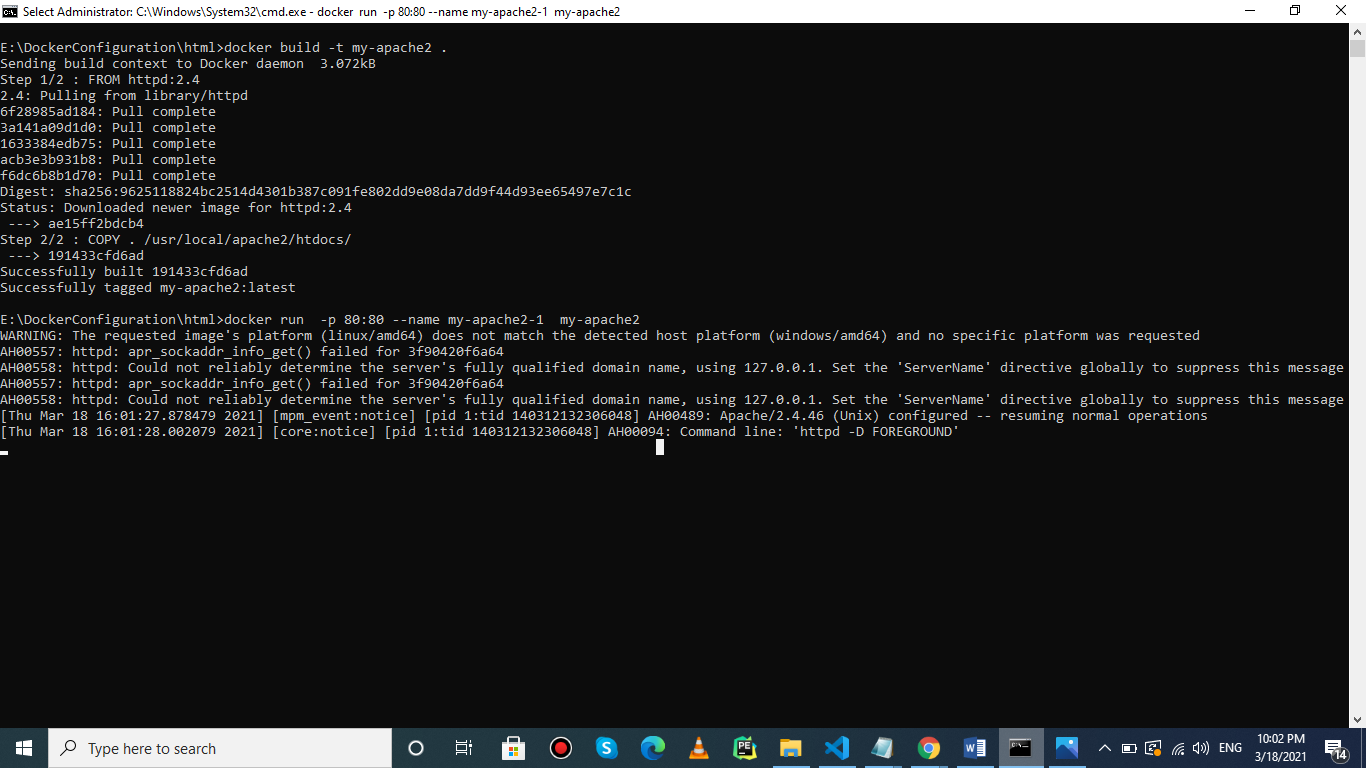 Select Administrator: C:\Windows\System32\cmd.exe - docker  run  -p 80:80 --name my-apache2-1  my-apache2
E:\DockerConfiguration\html>docker build -t my-apache2 .
Sending build context to Docker daemon  3.072kB
Step 1/2 : FROM httpd:2.4
2.4: Pulling from library/httpd
6f28985ad184: Pull complete
3a141a09d1d0: Pull complete
1633384edb75: Pull complete
acb3e3b931b8: Pull complete
f6dc6b8b1d70: Pull complete
Digest: sha256:9625118824bc2514d4301b387c091fe802dd9e08da7dd9f44d93ee65497e7c1c
Status: Downloaded newer image for httpd:2.4
 ---> ae15ff2bdcb4
Step 2/2 : COPY . /usr/local/apache2/htdocs/
 ---> 191433cfd6ad
Successfully built 191433cfd6ad
Successfully tagged my-apache2:latest
E:\DockerConfiguration\html>docker run  -p 80:80 --name my-apache2-1  my-apache2
WARNING: The requested image's platform (linux/amd64) does not match the detected host platform (windows/amd64) and no specific platform was requested
AH00557: httpd: apr_sockaddr_info_get() failed for 3f90420f6a64
AH00558: httpd: Could not reliably determine the server's fully qualified domain name, using 127.0.0.1. Set the 'ServerName' directive globally to suppress this message
AH00557: httpd: apr_sockaddr_info_get() failed for 3f90420f6a64
AH00558: httpd: Could not reliably determine the server's fully qualified domain name, using 127.0.0.1. Set the 'ServerName' directive globally to suppress this message
[Thu Mar 18 16:01:27.878479 2021] [mpm_event:notice] [pid 1:tid 140312132306048] AH00489: Apache/2.4.46 (Unix) configured -- resuming normal operations
[Thu Mar 18 16:01:28.002079 2021] [core:notice] [pid 1:tid 140312132306048] AH00094: Command line: 'httpd -D FOREGROUND'
Type here to search
ENG
10:02 PM
3/18/2021
14